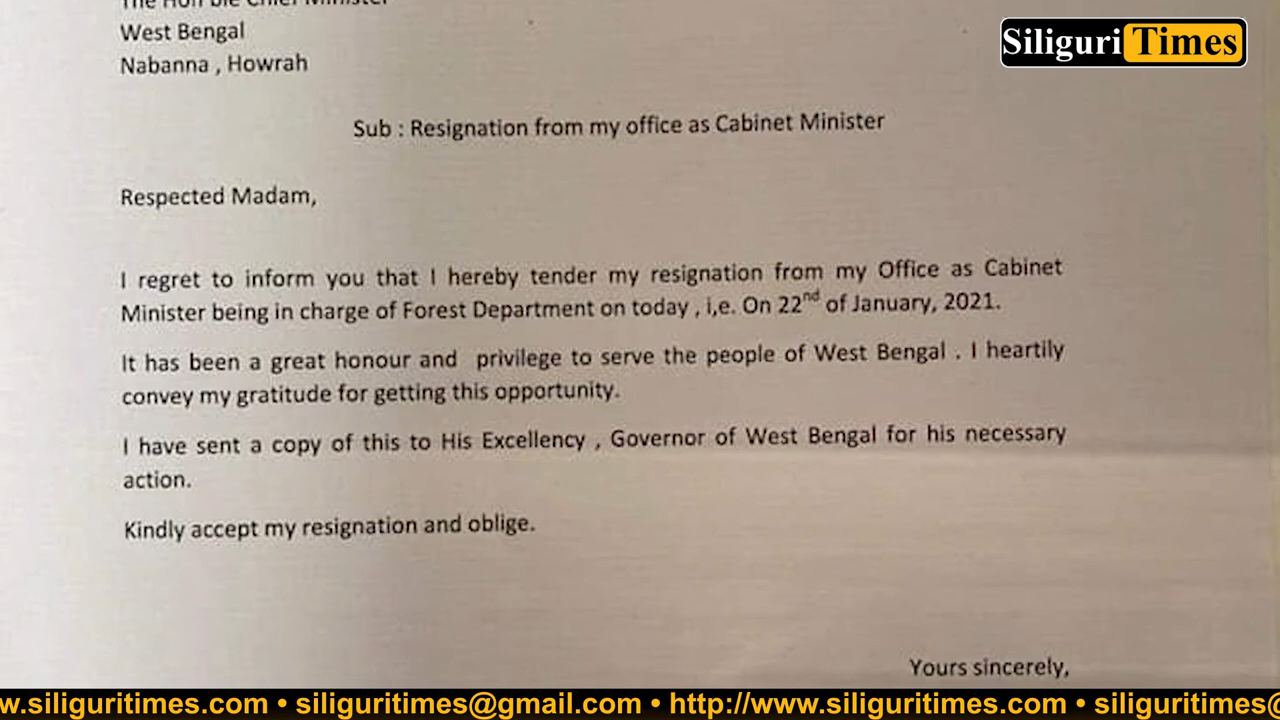 The Hon'ble Chief Minister
West Bengal
Nabanna , Howrah
Siliguri Times
Sub : Resignation from my office as Cabinet Minister
Respected Madam,
I regret to inform you that I hereby tender my resignation from my Office as Cabinet
Minister being in charge of Forest Department on today , i,e. On 22nd of January, 2021.
It has been a great honour and privilege to serve the people of West Bengal . I heartily
convey my gratitude for getting this opportunity.
I have sent a copy of this to His Excellency , Governor of West Bengal for his necessary
action.
Kindly accept my resignation and oblige.
Yours sincerely,
w.siliguritimes.com • siliguritimes@gmail.com • http://www.siliguritimes.com • siliguritimes@